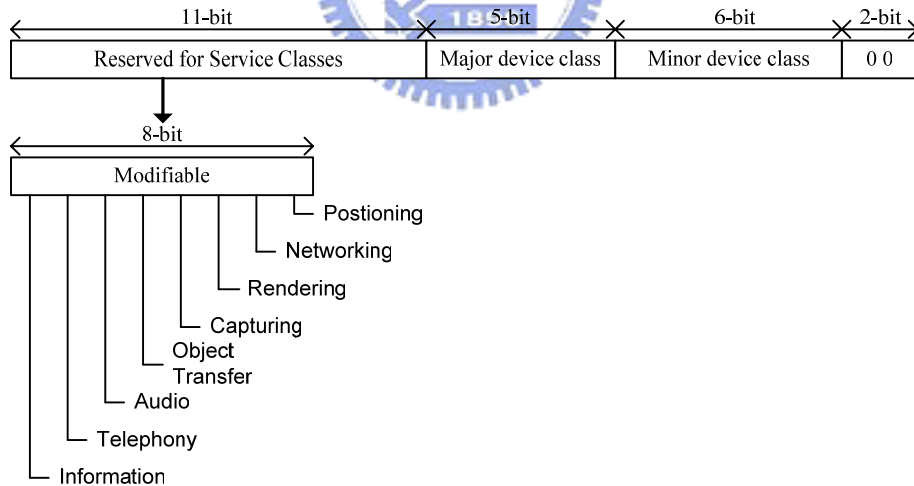 11-bit 5-bit 6-bit 2-bit
1896
Reserved for Service Classes Major device class Minor device class 0 0
8-bit
Modifiable
Postioning
Networking
Rendering
Capturing
Object
Transfer
Audio
Telephony
Information